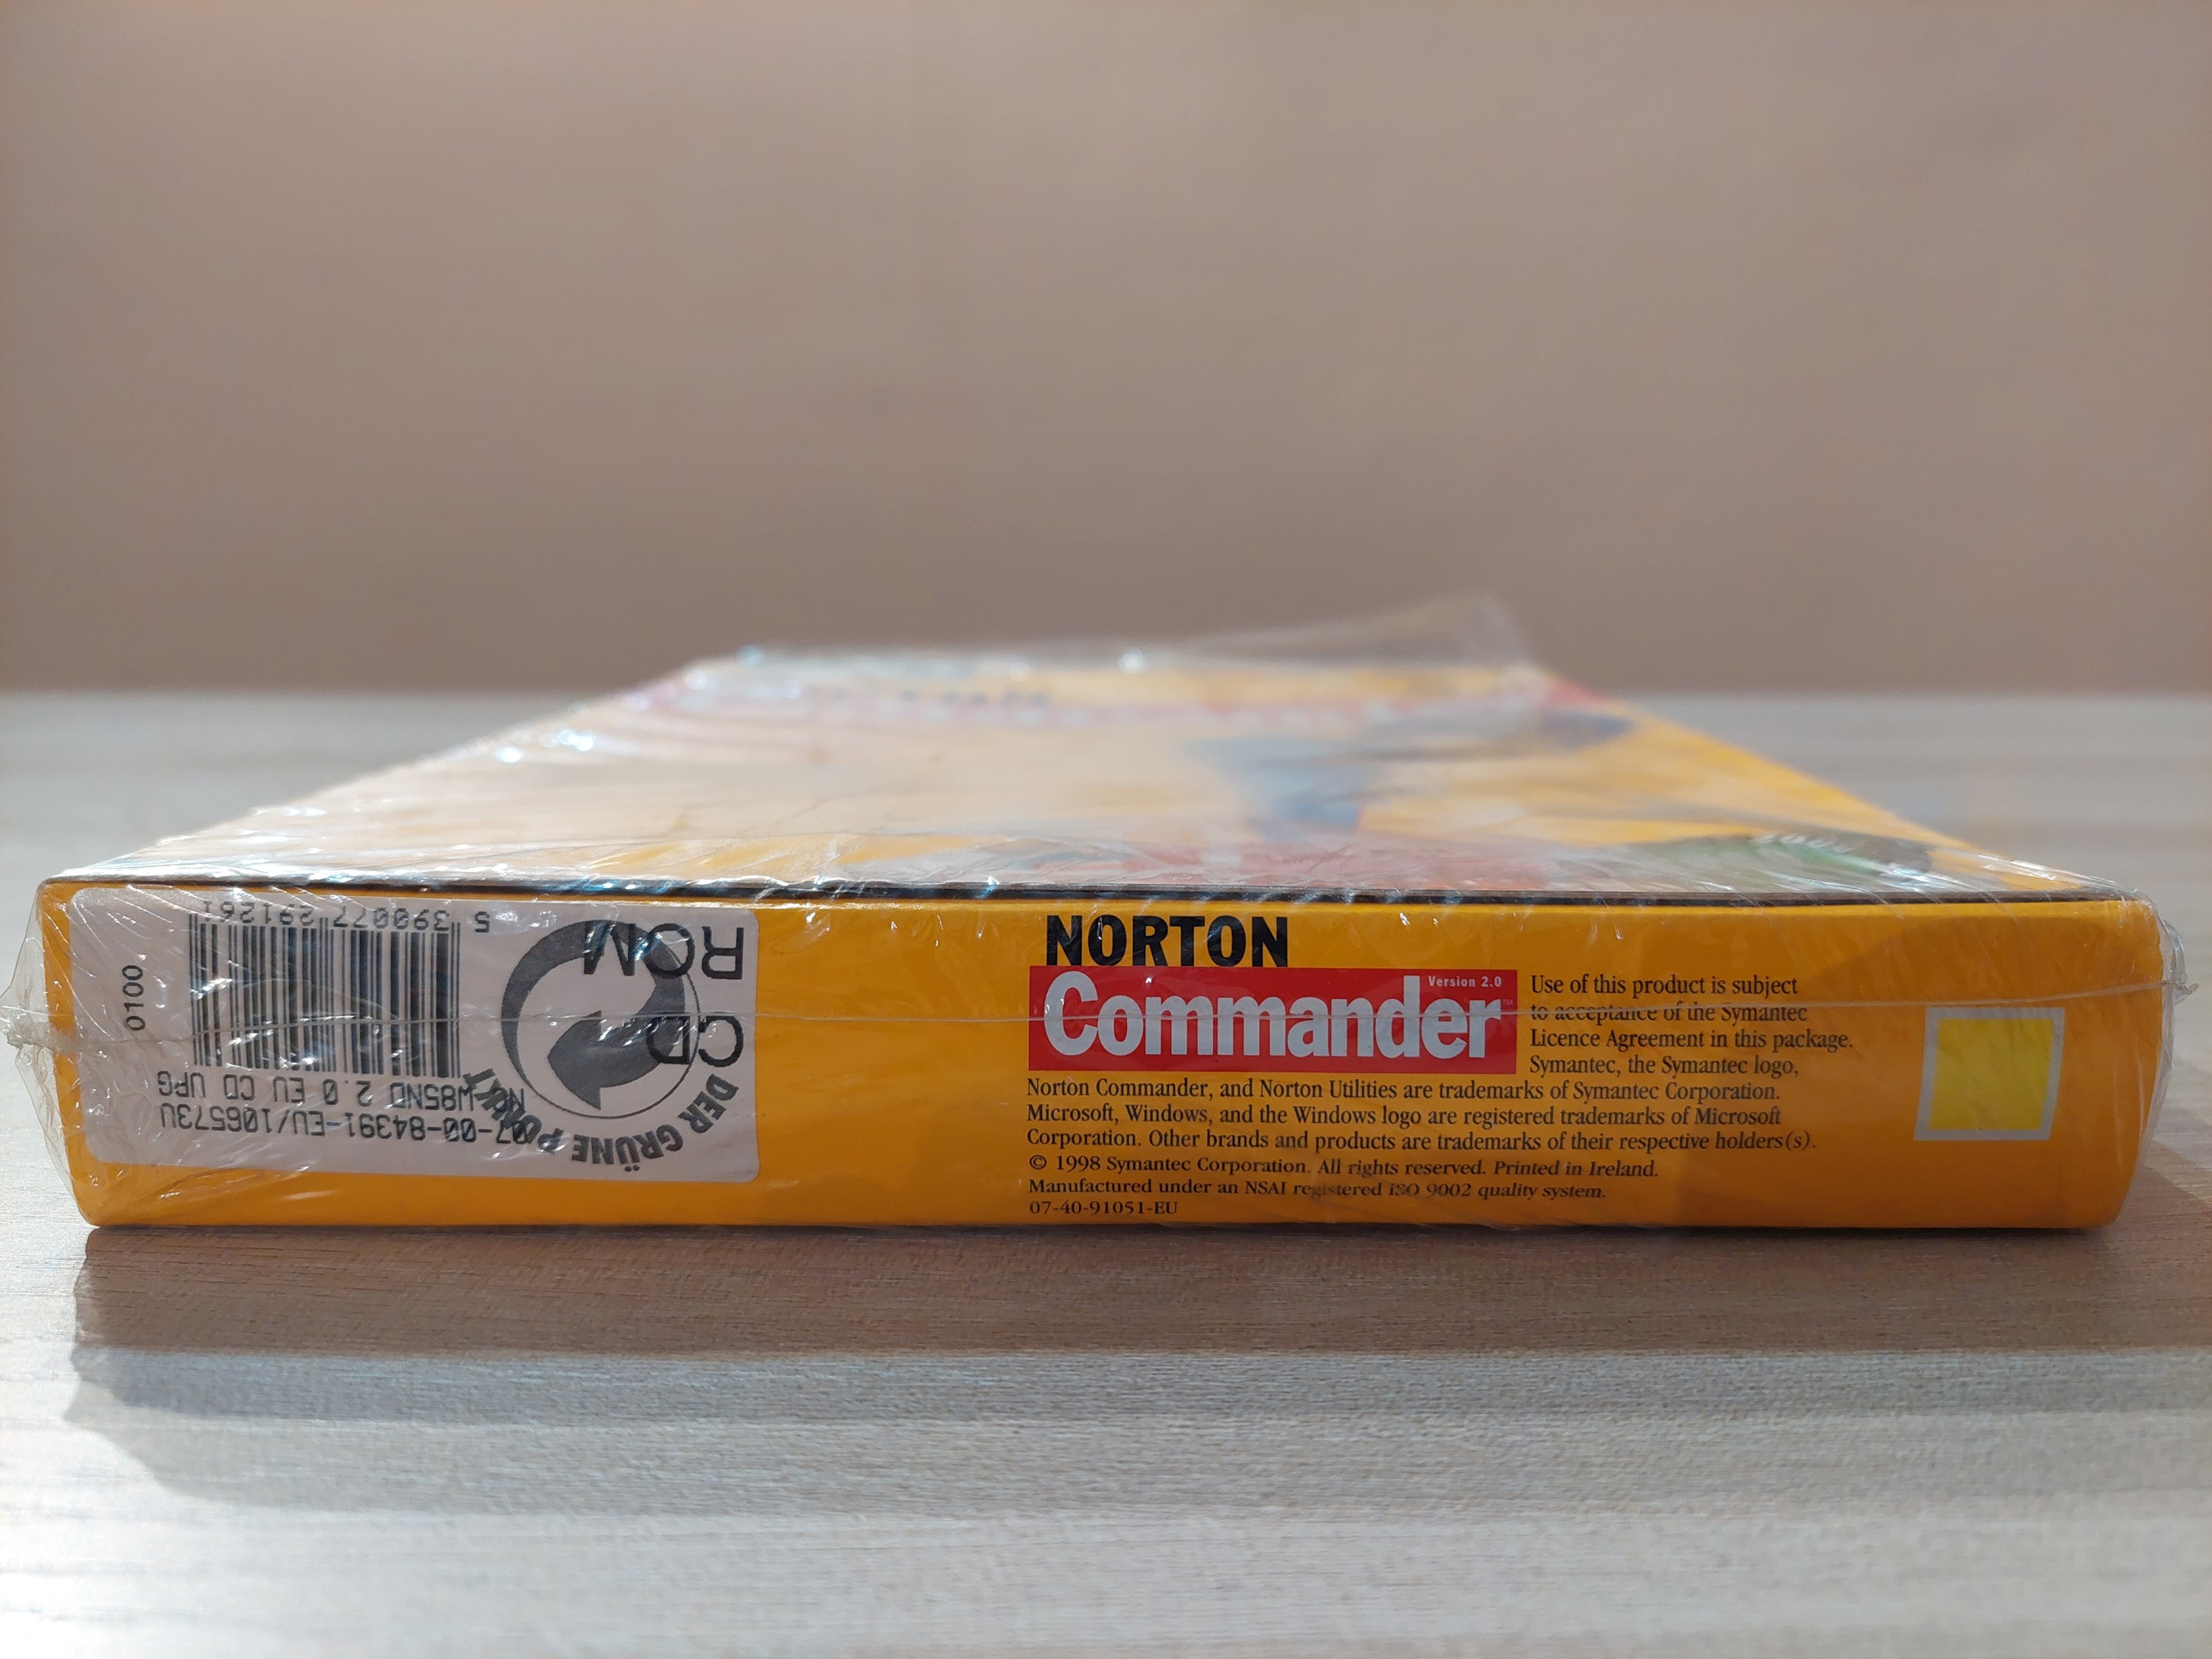 5 390077 291261
0100
CD
ROM
DER GRÜNE PUNKT
NC W85ND 2.0 EU CD UPG
07-00-84391-EU/106573U
NORTON
Commander™
Version 2.0
Use of this product is subject
to acceptance of the Symantec
Licence Agreement in this package.
Symantec, the Symantec logo,
Norton Commander, and Norton Utilities are trademarks of Symantec Corporation.
Microsoft, Windows, and the Windows logo are registered trademarks of Microsoft
Corporation. Other brands and products are trademarks of their respective holders(s).
© 1998 Symantec Corporation. All rights reserved. Printed in Ireland.
Manufactured under an NSAI registered ISO 9002 quality system.
07-40-91051-EU